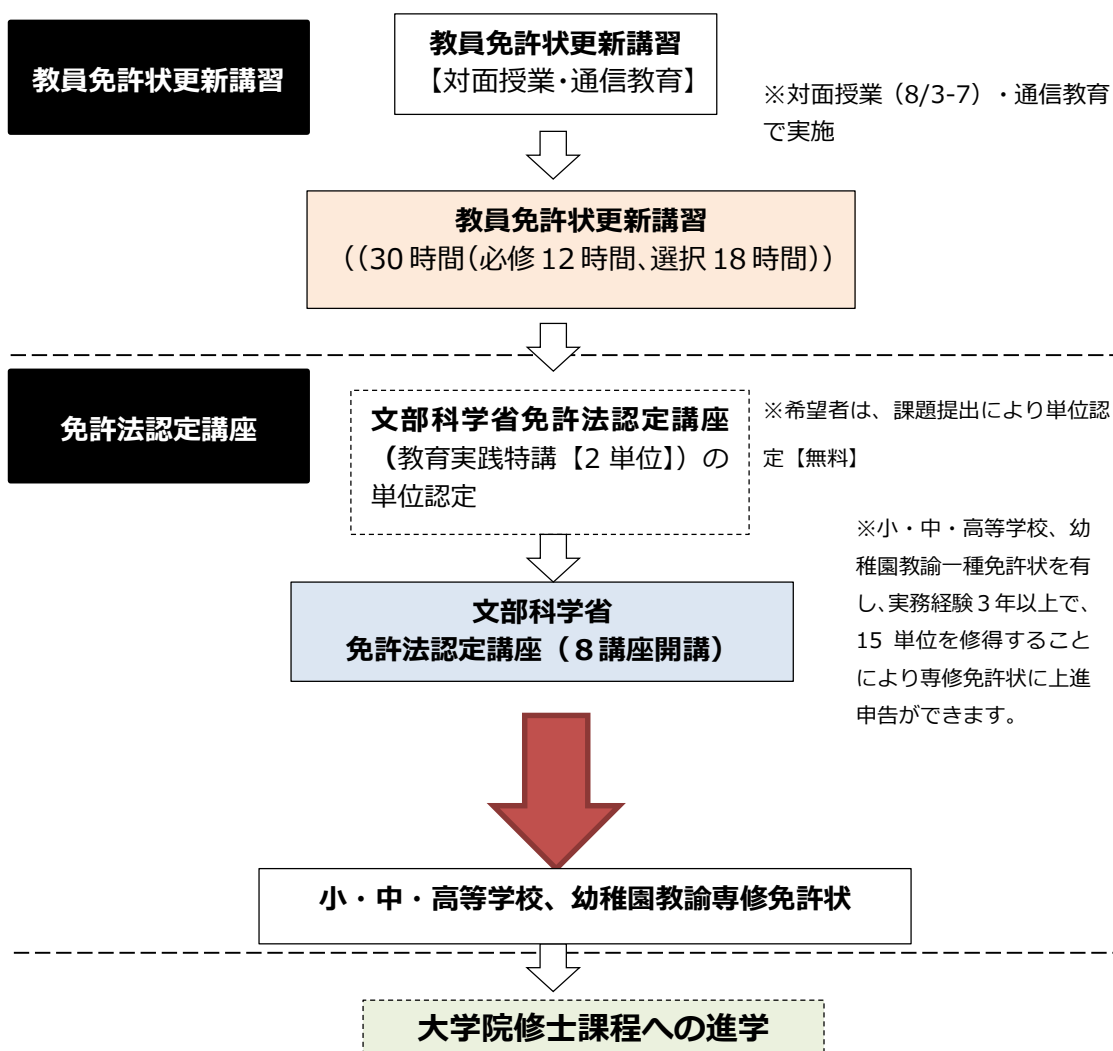 教員免許状更新講習
教員免許状更新講習
【対面授業・通信教育】
※対面授業（8/3-7）・通信教育
で実施
教員免許状更新講習
（（30時間（必修12時間、選択18時間））
免許法認定講座
文部科学省免許法認定講座
（教育実践特講【2単位】）の
単位認定
※希望者は、課題提出により単位認
定【無料】
※小・中・高等学校、幼
稚園教諭一種免許状を有
し、実務経験3年以上で、
15 単位を修得すること
により専修免許状に上進
申告ができます。
文部科学省
免許法認定講座（８講座開講）
小・中・高等学校、幼稚園教諭専修免許状
大学院修士課程への進学